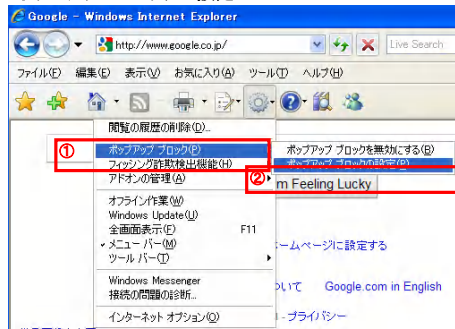 Google - Windows Internet Explorer
http://www.google.co.jp/
Live Search
ファイル(F) 編集(E) 表示(V) お気に入り(A) ツール(T) ヘルプ(H)
閲覧の履歴の削除(D)...
① ポップアップ ブロック(P)
ポップアップ ブロックを無効にする(B)
フィッシング詐欺検出機能(H)
② ポップアップ ブロックの設定(P)
アドオンの管理(A)
m Feeling Lucky
オフライン作業(W)
Windows Update(U)
全画面表示(F) F11
メニュー バー(M)
ームページに設定する
ツール バー(T)
Windows Messenger
いて Google.com in English
接続の問題の診断...
インターネット オプション(O)
- プライバシー